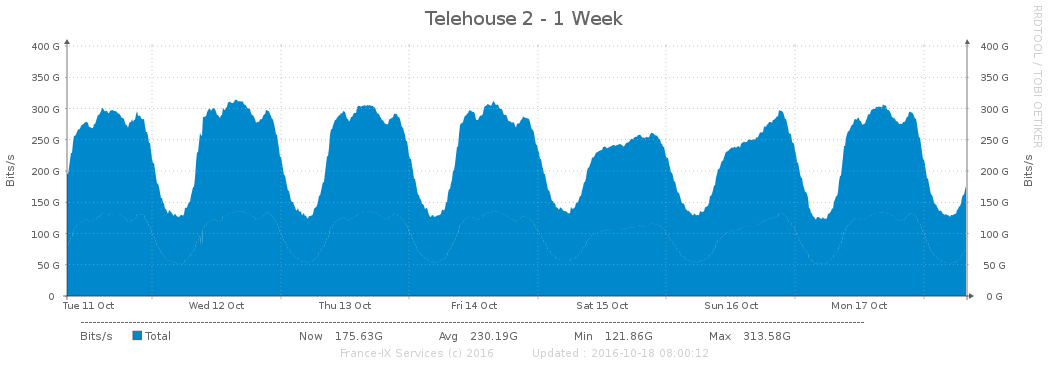 Telehouse 2 - 1 Week
RRDTOOL / TOBI OETIKER
400 G 400 G
350 G 350 G
300 G 300 G
250 G 250 G
200 G 200 G
150 G 150 G
100 G 100 G
50 G 50 G
0 0 G
Bits/s
Bits/s
Tue 11 Oct Wed 12 Oct Thu 13 Oct Fri 14 Oct Sat 15 Oct Sun 16 Oct Mon 17 Oct
Bits/s Total Now 175.63G Avg 230.19G Min 121.86G Max 313.58G
France-IX Services (c) 2016 Updated : 2016-10-18 08:00:12